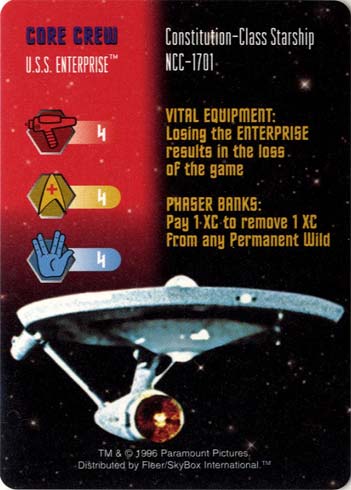 CORE CREW
U.S.S. ENTERPRISE™
Constitution-Class Starship
NCC-1701
4
4
4
VITAL EQUIPMENT:
Losing the ENTERPRISE
results in the loss
of the game
PHASER BANKS:
Pay 1 XC to remove 1 XC
From any Permanent Wild
TM & © 1996 Paramount Pictures.
Distributed by Fleer/SkyBox International.™